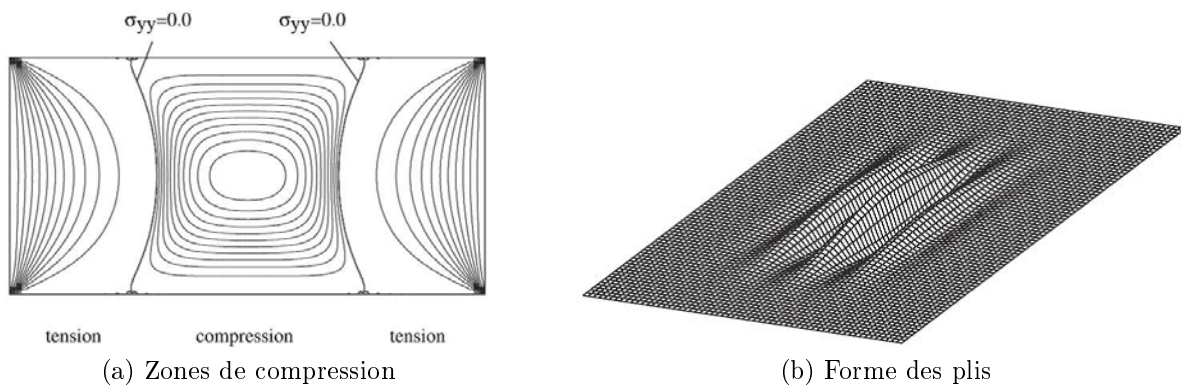 σyy=0.0 σyy=0.0
tension compression tension
(a) Zones de compression
(b) Forme des plis